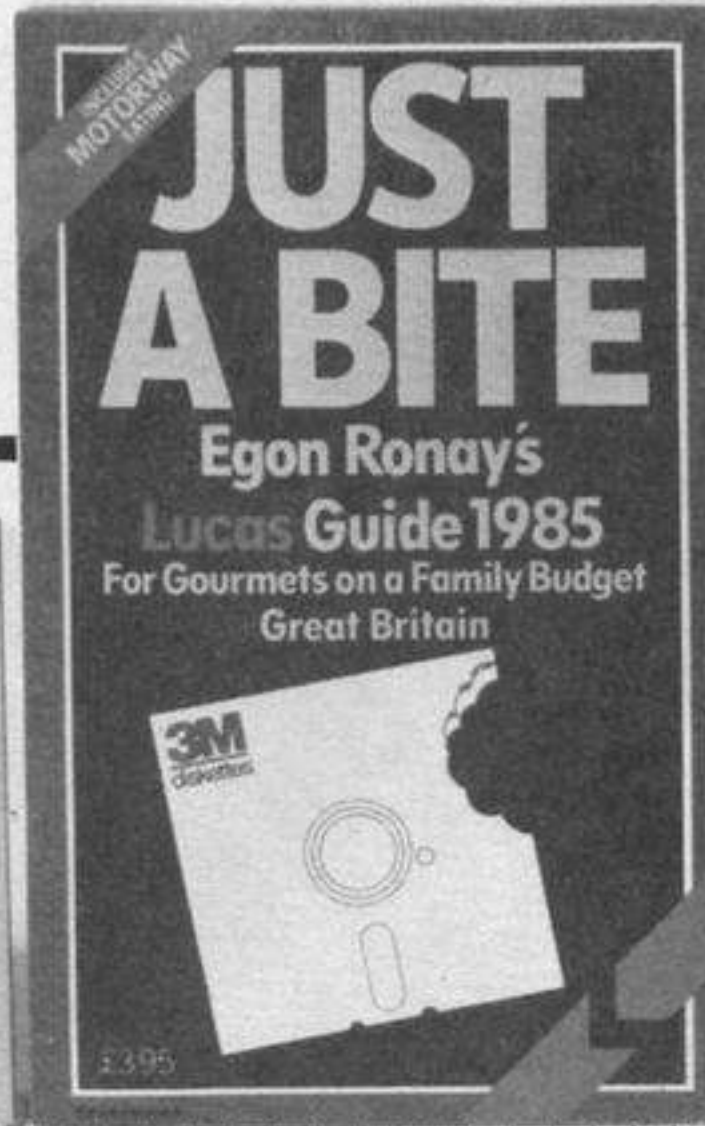 INCLUDES
MOTORWAY
EATING
JUST
A BITE
Egon Ronay's
Lucas Guide 1985
For Gourmets on a Family Budget
Great Britain
3M
diskettes
£3.95